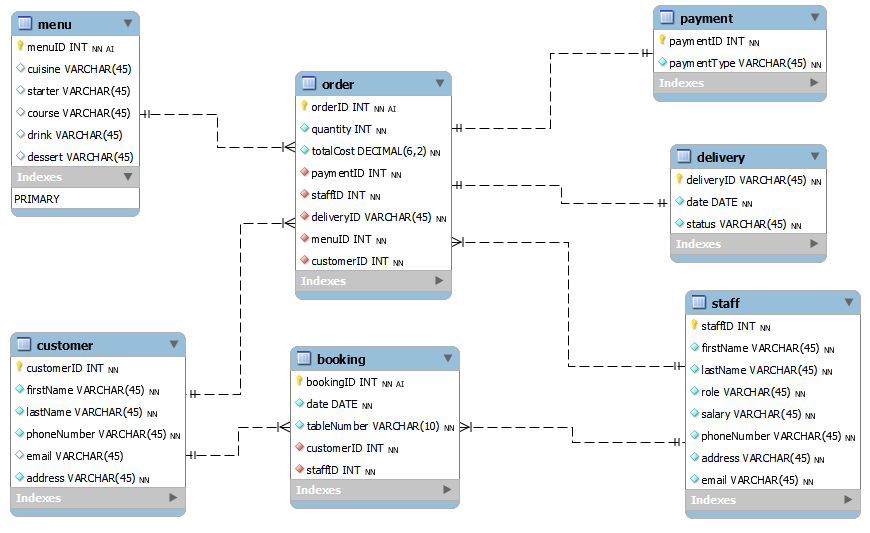 menu
menuID INT NN AI
cuisine VARCHAR(45)
starter VARCHAR(45)
course VARCHAR(45)
drink VARCHAR(45)
dessert VARCHAR(45)
Indexes
PRIMARY
order
orderID INT NN AI
quantity INT NN
totalCost DECIMAL(6,2) NN
paymentID INT NN
staffID INT NN
deliveryID VARCHAR(45) NN
menuID INT NN
customerID INT NN
Indexes
payment
paymentID INT NN
paymentType VARCHAR(45) NN
Indexes
delivery
deliveryID VARCHAR(45) NN
date DATE NN
status VARCHAR(45) NN
Indexes
customer
customerID INT NN
firstName VARCHAR(45) NN
lastName VARCHAR(45) NN
phoneNumber VARCHAR(45) NN
email VARCHAR(45)
address VARCHAR(45) NN
Indexes
booking
bookingID INT NN AI
date DATE NN
tableNumber VARCHAR(10) NN
customerID INT NN
staffID INT NN
Indexes
staff
staffID INT NN
firstName VARCHAR(45) NN
lastName VARCHAR(45) NN
role VARCHAR(45) NN
salary VARCHAR(45) NN
phoneNumber VARCHAR(45) NN
address VARCHAR(45) NN
email VARCHAR(45) NN
Indexes